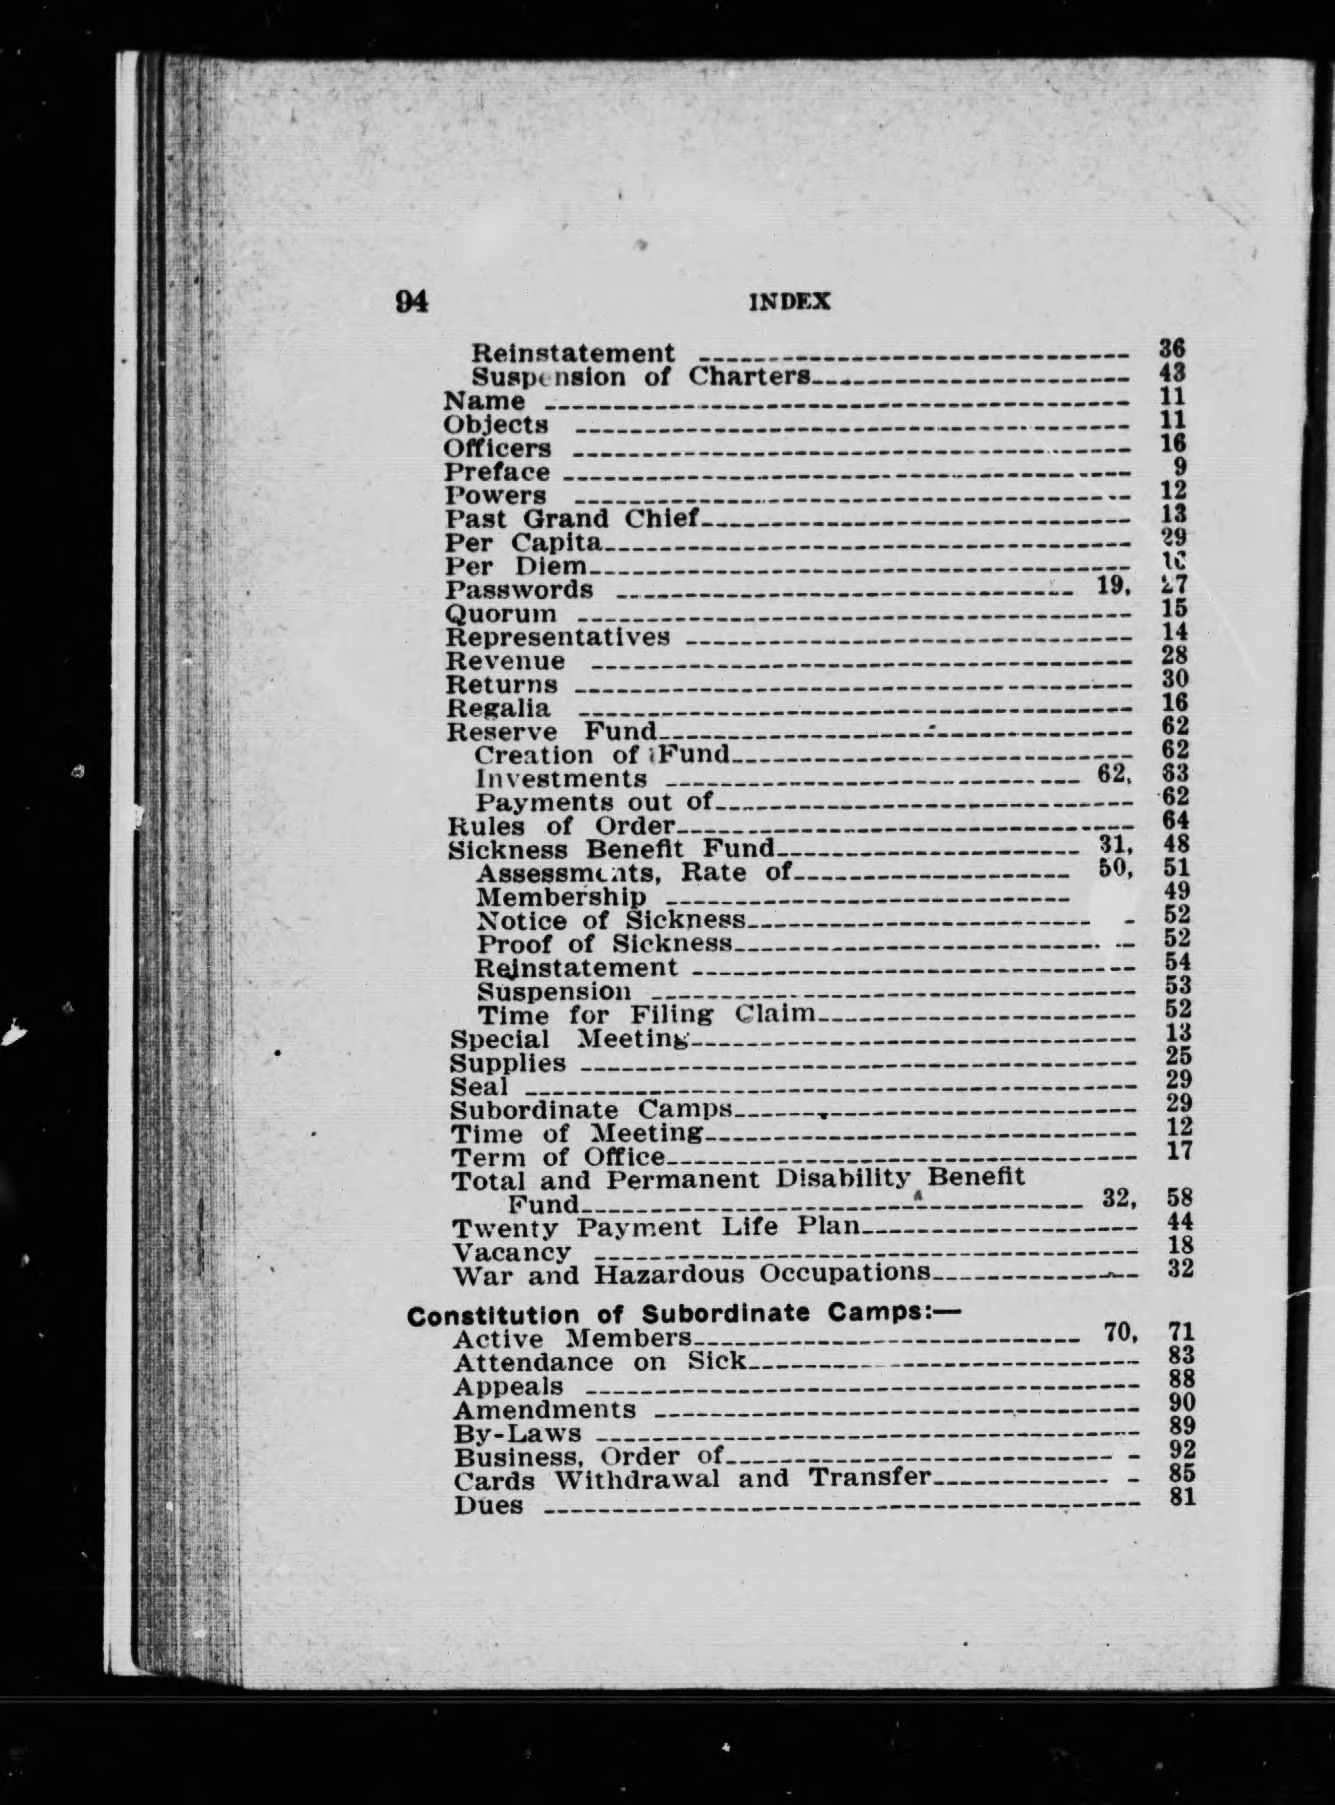 94 INDEX
Reinstatement 36
Suspension of Charters 43
Name 11
Objects 11
Officers 16
Preface 9
Powers 12
Past Grand Chief 13
Per Capita 29
Per Diem
Passwords 19, 27
Quorum 15
Representatives 14
Revenue 28
Returns 30
Regalia 16
Reserve Fund 62
Creation of Fund 62
Investments 62, 63
Payments out of 62
Rules of Order 64
Sickness Benefit Fund 31, 48
Assessments, Rate of 50, 51
Membership 49
Notice of Sickness 52
Proof of Sickness 52
Reinstatement 54
Suspension 53
Time for Filing Claim 52
Special Meeting 13
Supplies 25
Seal 29
Subordinate Camps 29
Time of Meeting 12
Term of Office 17
Total and Permanent Disability Benefit
Fund 32, 58
Twenty Payment Life Plan 44
Vacancy 18
War and Hazardous Occupations 32
Constitution of Subordinate Camps:—
Active Members 70, 71
Attendance on Sick 83
Appeals 88
Amendments 90
By-Laws 89
Business, Order of 92
Cards Withdrawal and Transfer 85
Dues 81